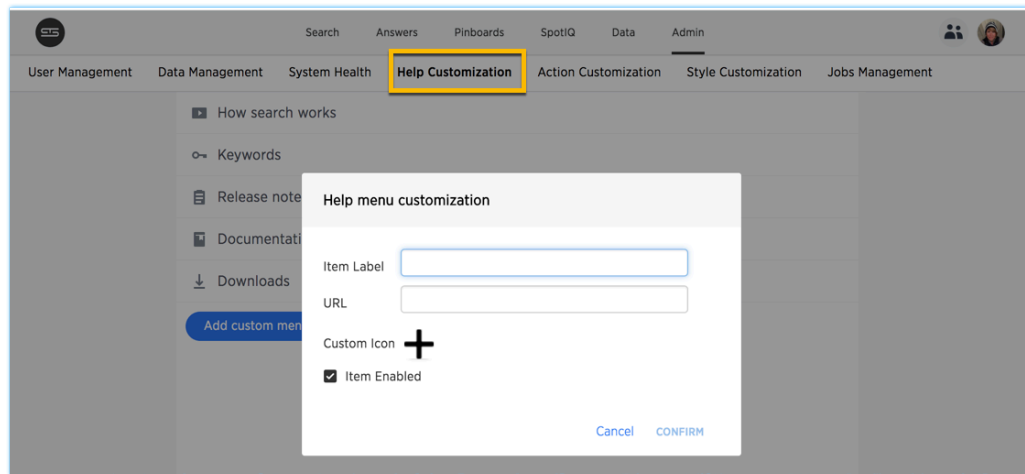 Search Answers Pinboards SpotIQ Data Admin
User Management Data Management System Health Help Customization Action Customization Style Customization Jobs Management
How search works
Keywords
Release note
Documentati
Downloads
Add custom men
Help menu customization
Item Label
URL
Custom Icon
Item Enabled
Cancel CONFIRM